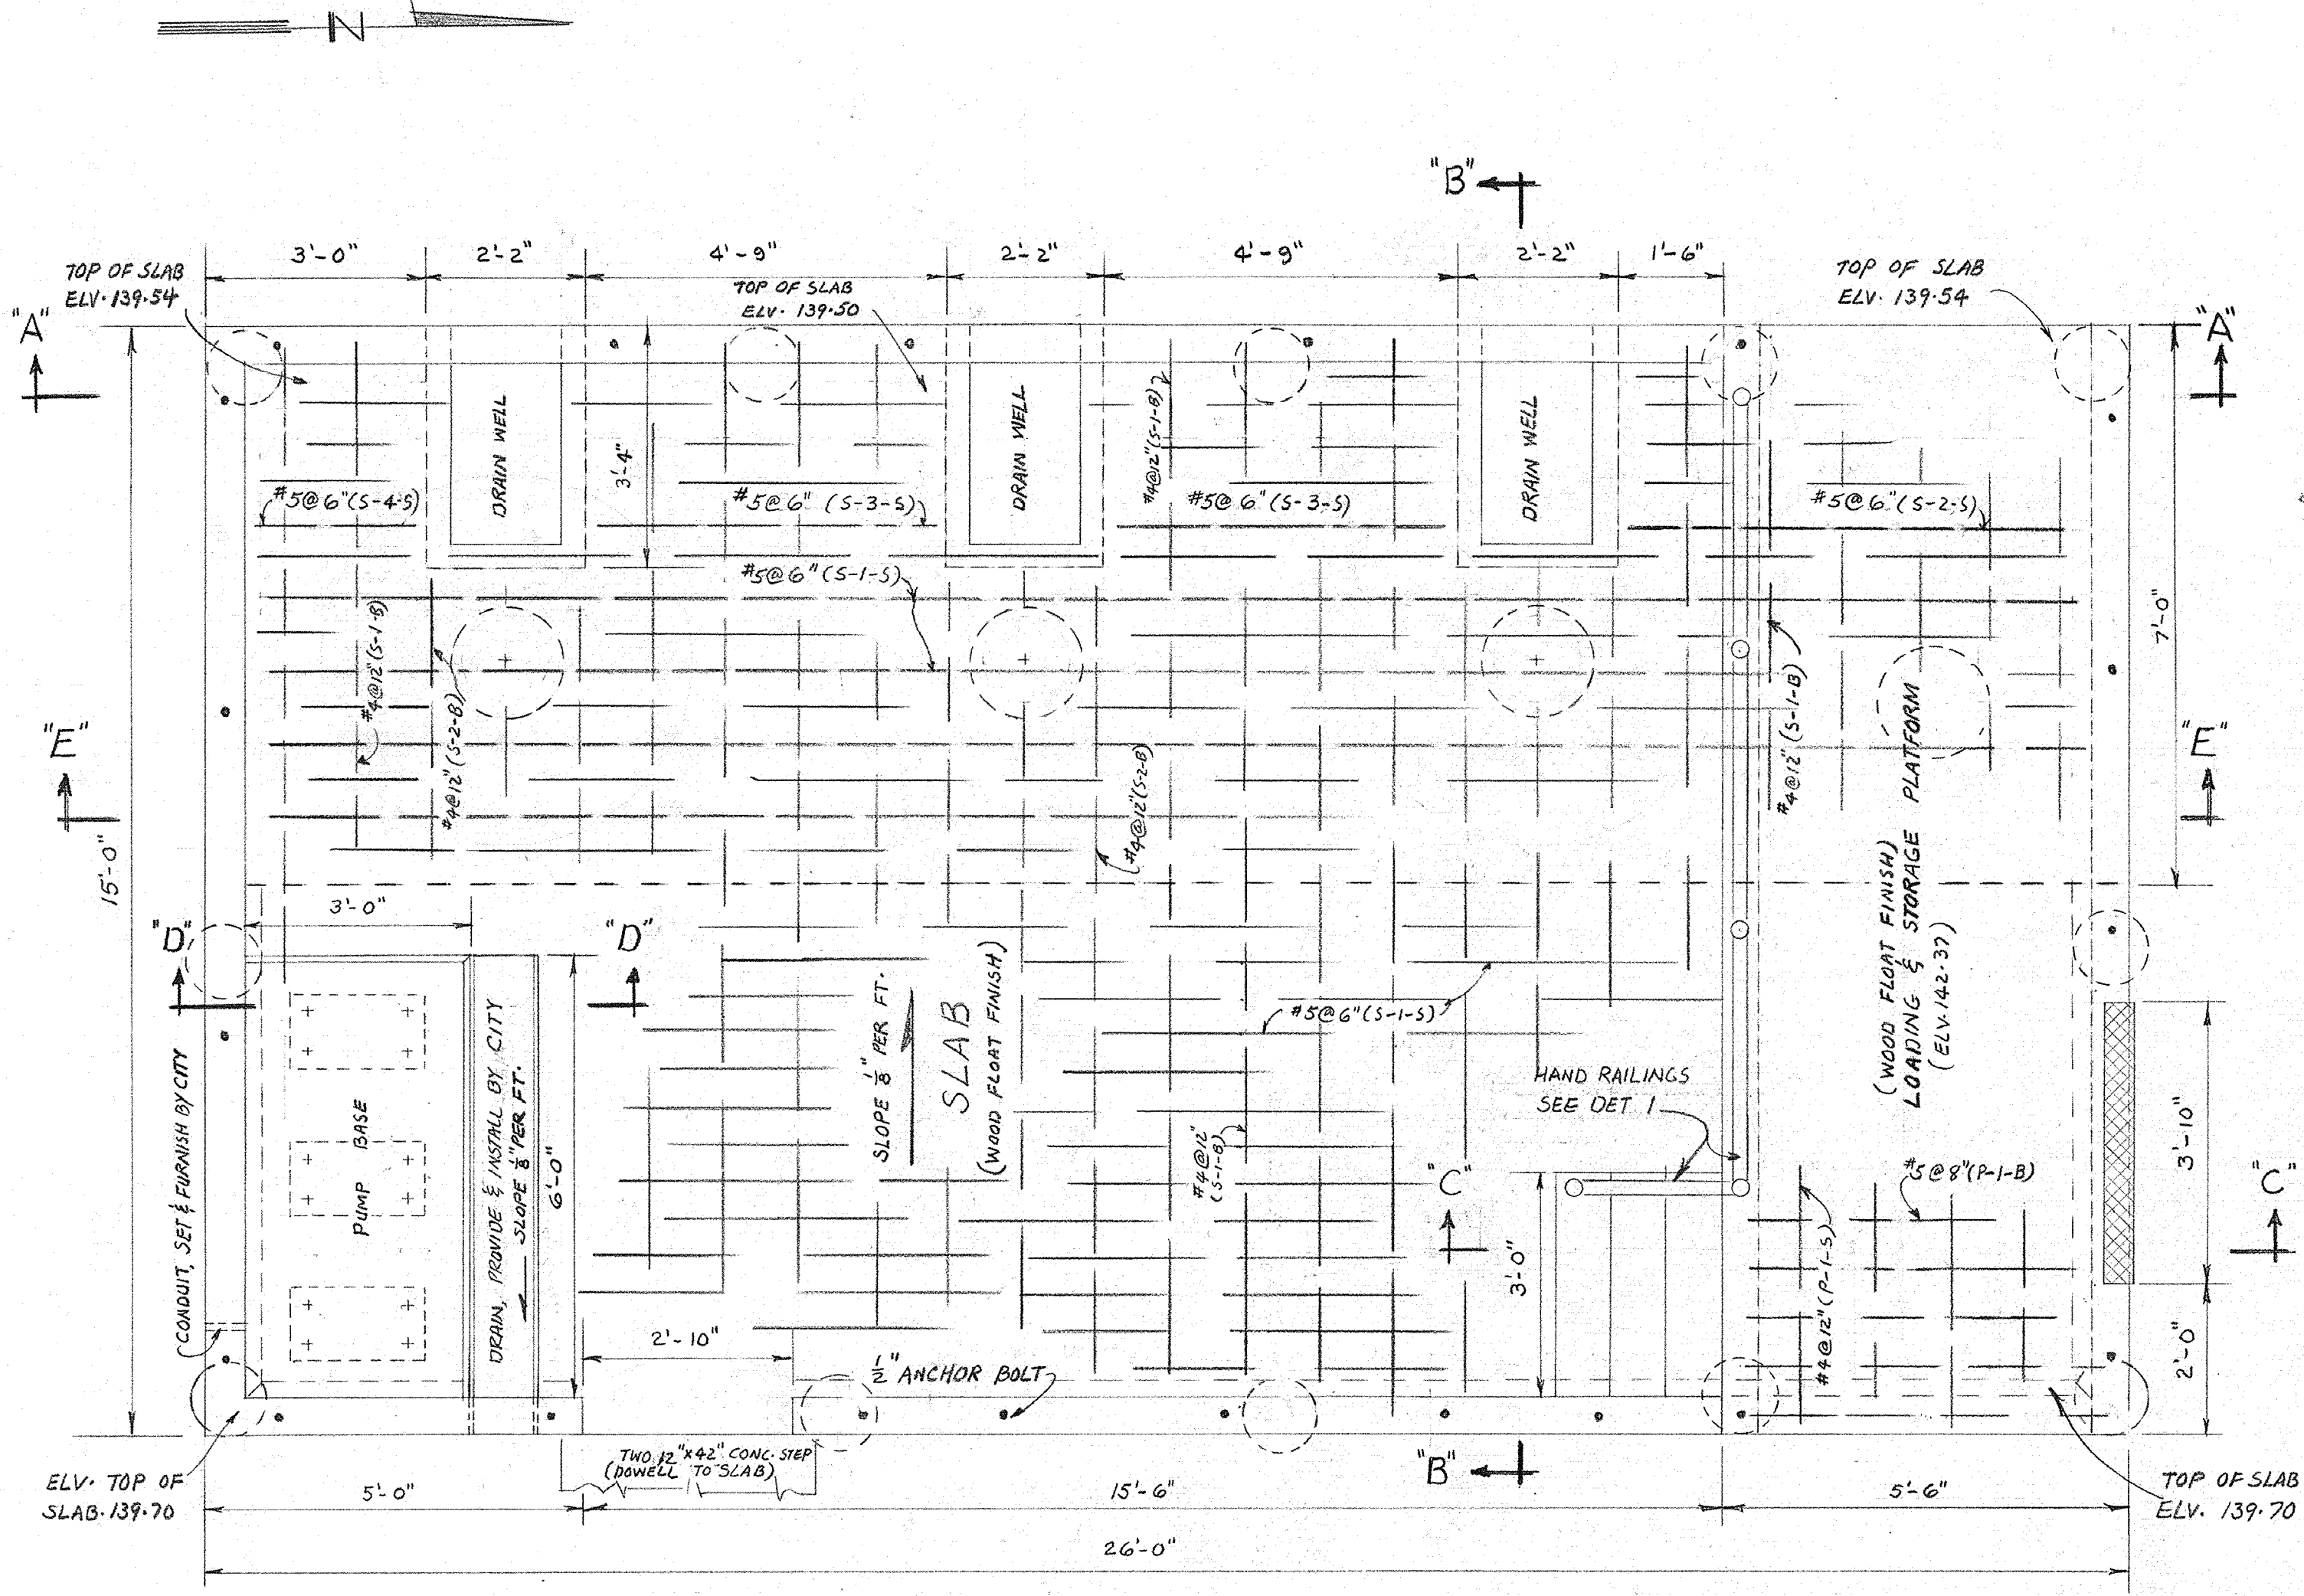 N
"B"
3'-0"
2'-2"
4'-9"
2'-2"
4'-9"
2'-2"
1'-6"
TOP OF SLAB
ELV. 139.54
TOP OF SLAB
ELV. 139.50
TOP OF SLAB
ELV. 139.54
"A"
"A"
DRAIN WELL
3'-4"
DRAIN WELL
#4@12"(S-1-B)
DRAIN WELL
#5@6"(S-4-S)
#5@6" (S-3-S)
#5@6"(S-3-S)
#5@6"(S-2-S)
#5@6"(S-1-S)
7'-0"
#4@12"(S-1-B)
#4@12"(S-2-B)
#4@12"(S-2-B)
#4@12"(S-1-B)
"E"
"E"
15'-0"
(WOOD FLOAT FINISH)
LOADING & STORAGE PLATFORM
(ELV. 142.37)
3'-0"
"D"
"D"
CONDUIT, SET & FURNISH BY CITY
PUMP BASE
DRAIN, PROVIDE & INSTALL BY CITY
SLOPE 1/8" PER FT.
6'-0"
SLOPE 1/8" PER FT.
SLAB
(WOOD FLOAT FINISH)
#5@6"(S-1-S)
HAND RAILINGS
SEE DET 1
#4@12"
(S-1-B)
"C"
3'-0"
#5@8"(P-1-B)
#4@12"(P-1-S)
3'-10"
"C"
2'-0"
2'-10"
1/2" ANCHOR BOLT
TWO 12"x42" CONC. STEP
(DOWELL TO SLAB)
"B"
ELV. TOP OF
SLAB. 139.70
5'-0"
15'-6"
5'-6"
TOP OF SLAB
ELV. 139.70
26'-0"